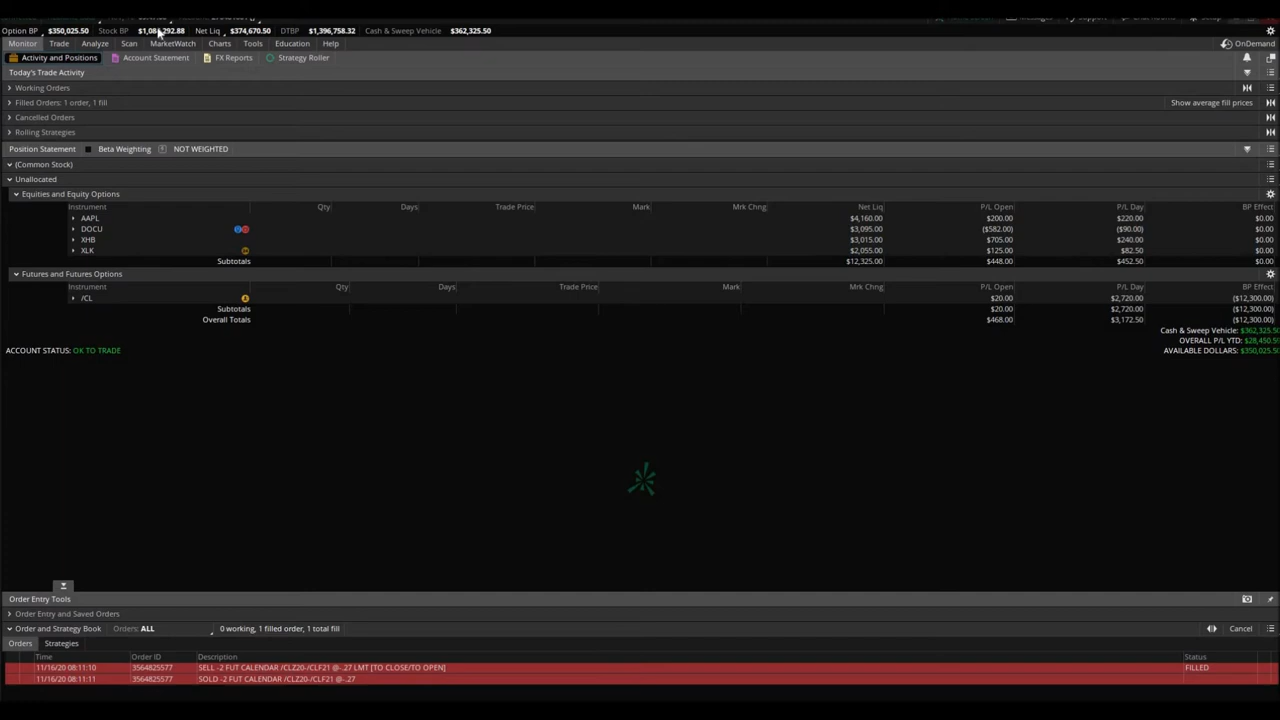 Option BP $350,025.50 Stock BP $1,08 ,292.88 Net Liq $374,670.50 DTBP $1,396,758.32 Cash & Sweep Vehicle $362,325.50
Monitor Trade Analyze Scan MarketWatch Charts Tools Education Help OnDemand
Activity and Positions Account Statement FX Reports Strategy Roller
Today's Trade Activity
Working Orders
Filled Orders: 1 order, 1 fill Show average fill prices
Cancelled Orders
Rolling Strategies
Position Statement Beta Weighting NOT WEIGHTED
(Common Stock)
Unallocated
Equities and Equity Options
Instrument Qty Days Trade Price Mark Mrk Chng Net Liq P/L Open P/L Day BP Effect
AAPL $4,160.00 $200.00 $220.00 $0.00
DOCU $3,095.00 ($582.00) ($90.00) $0.00
XHB $3,015.00 $705.00 $240.00 $0.00
XLK $2,055.00 $125.00 $82.50 $0.00
Subtotals $12,325.00 $448.00 $452.50 $0.00
Futures and Futures Options
Instrument Qty Days Trade Price Mark Mrk Chng P/L Open P/L Day BP Effect
/CL $20.00 $2,720.00 ($12,300.00)
Subtotals $20.00 $2,720.00 ($12,300.00)
Overall Totals $468.00 $3,172.50 ($12,300.00)
Cash & Sweep Vehicle: $362,325.50
ACCOUNT STATUS: OK TO TRADE
OVERALL P/L YTD: $28,450.50
AVAILABLE DOLLARS: $350,025.50
Order Entry Tools
Order Entry and Saved Orders
Order and Strategy Book Orders: ALL 0 working, 1 filled order, 1 total fill Cancel
Orders Strategies
Time Order ID Description Status
11/16/20 08:11:10 3564825577 SELL -2 FUT CALENDAR /CLZ20-/CLF21 @-.27 LMT [TO CLOSE/TO OPEN] FILLED
11/16/20 08:11:11 3564825577 SOLD -2 FUT CALENDAR /CLZ20-/CLF21 @-.27